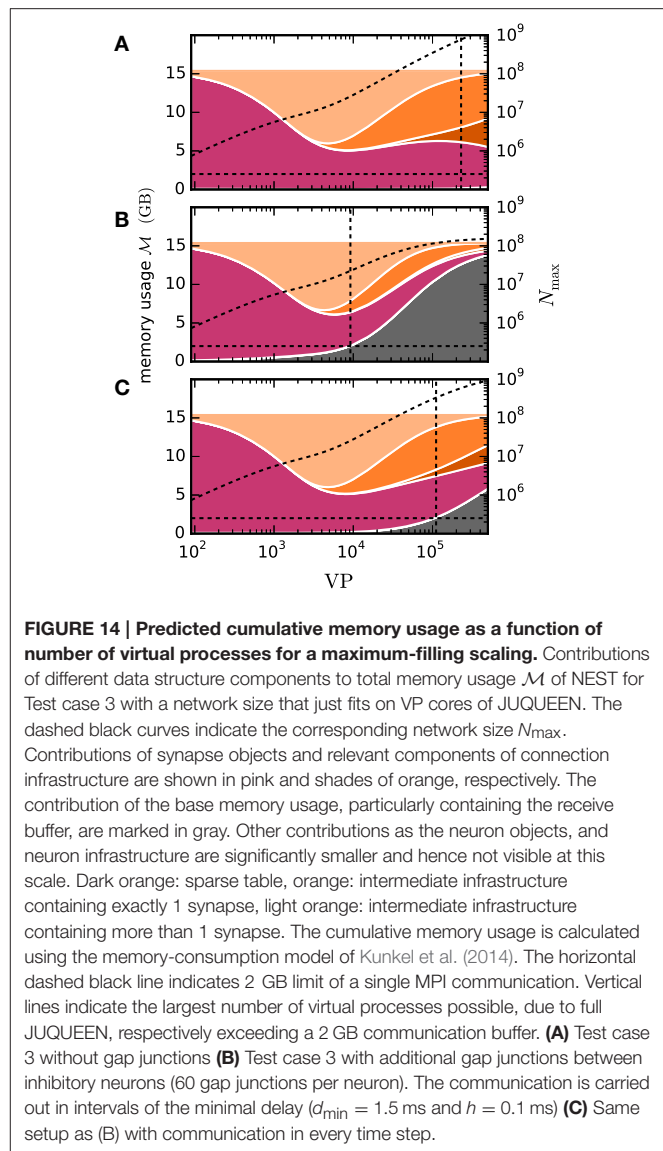 A
15
10
5
0
10^9
10^8
10^7
10^6
B
15
10
5
0
10^9
10^8
10^7
10^6
memory usage ℳ (GB)
N_max
C
15
10
5
0
10^9
10^8
10^7
10^6
10^2
10^3
10^4
10^5
VP
FIGURE 14 | Predicted cumulative memory usage as a function of
number of virtual processes for a maximum-filling scaling. Contributions
of different data structure components to total memory usage ℳ of NEST for
Test case 3 with a network size that just fits on VP cores of JUQUEEN. The
dashed black curves indicate the corresponding network size N_max.
Contributions of synapse objects and relevant components of connection
infrastructure are shown in pink and shades of orange, respectively. The
contribution of the base memory usage, particularly containing the receive
buffer, are marked in gray. Other contributions as the neuron objects, and
neuron infrastructure are significantly smaller and hence not visible at this
scale. Dark orange: sparse table, orange: intermediate infrastructure
containing exactly 1 synapse, light orange: intermediate infrastructure
containing more than 1 synapse. The cumulative memory usage is calculated
using the memory-consumption model of Kunkel et al. (2014). The horizontal
dashed black line indicates 2 GB limit of a single MPI communication. Vertical
lines indicate the largest number of virtual processes possible, due to full
JUQUEEN, respectively exceeding a 2 GB communication buffer. (A) Test case
3 without gap junctions (B) Test case 3 with additional gap junctions between
inhibitory neurons (60 gap junctions per neuron). The communication is carried
out in intervals of the minimal delay (d_min = 1.5 ms and h = 0.1 ms) (C) Same
setup as (B) with communication in every time step.